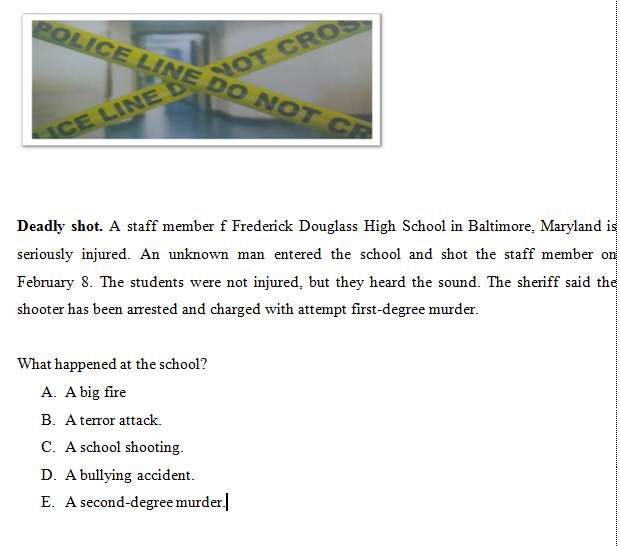 POLICE LINE DO NOT CR
ICE LINE D NOT CROS
Deadly shot. A staff member f Frederick Douglass High School in Baltimore, Maryland is
seriously injured. An unknown man entered the school and shot the staff member on
February 8. The students were not injured, but they heard the sound. The sheriff said the
shooter has been arrested and charged with attempt first-degree murder.
What happened at the school?
A. A big fire
B. A terror attack.
C. A school shooting.
D. A bullying accident.
E. A second-degree murder.